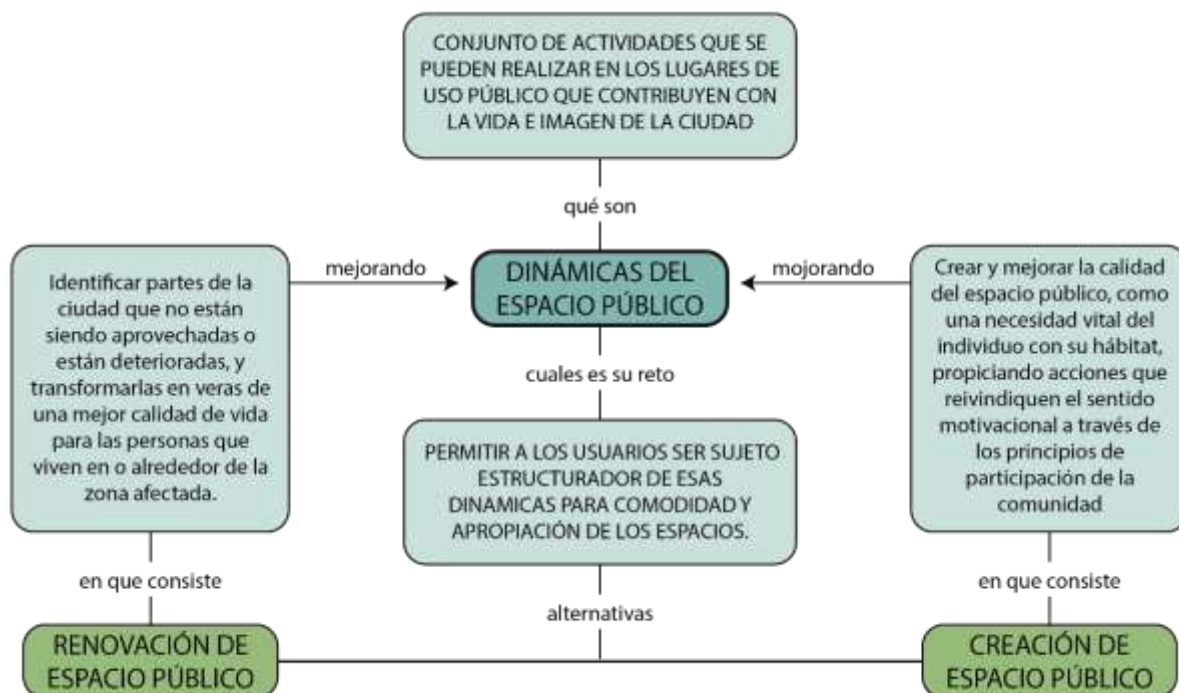 CONJUNTO DE ACTIVIDADES QUE SE
PUEDEN REALIZAR EN LOS LUGARES DE
USO PÚBLICO QUE CONTRIBUYEN CON
LA VIDA E IMAGEN DE LA CIUDAD
qué son
mejorando
DINÁMICAS DEL
ESPACIO PÚBLICO
mojorando
Identificar partes de la
ciudad que no están
siendo aprovechadas o
están deterioradas, y
transformarlas en veras de
una mejor calidad de vida
para las personas que
viven en o alrededor de la
zona afectada.
Crear y mejorar la calidad
del espacio público, como
una necesidad vital del
individuo con su hábitat,
propiciando acciones que
reivindiquen el sentido
motivacional a través de
los principios de
participación de la
comunidad
cuales es su reto
PERMITIR A LOS USUARIOS SER SUJETO
ESTRUCTURADOR DE ESAS
DINAMICAS PARA COMODIDAD Y
APROPIACIÓN DE LOS ESPACIOS.
en que consiste
alternativas
en que consiste
RENOVACIÓN DE
ESPACIO PÚBLICO
CREACIÓN DE
ESPACIO PÚBLICO